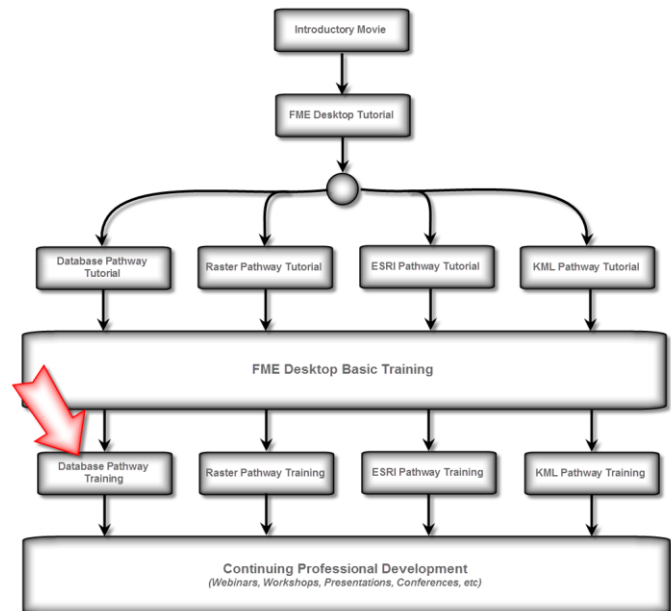 Introductory Movie
FME Desktop Tutorial
Database Pathway
Tutorial
Raster Pathway Tutorial
ESRI Pathway Tutorial
KML Pathway Tutorial
FME Desktop Basic Training
Database Pathway
Training
Raster Pathway Training
ESRI Pathway Training
KML Pathway Training
Continuing Professional Development
(Webinars, Workshops, Presentations, Conferences, etc)